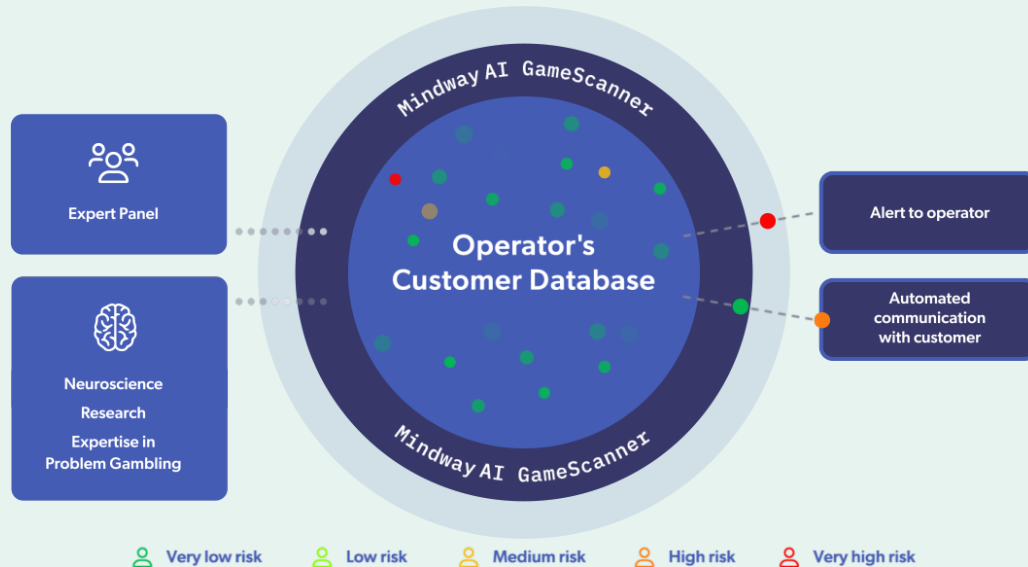 Mindway AI GameScanner
Expert Panel
Neuroscience
Research
Expertise in
Problem Gambling
Operator's
Customer Database
Alert to operator
Automated
communication
with customer
Mindway AI GameScanner
Very low risk
Low risk
Medium risk
High risk
Very high risk